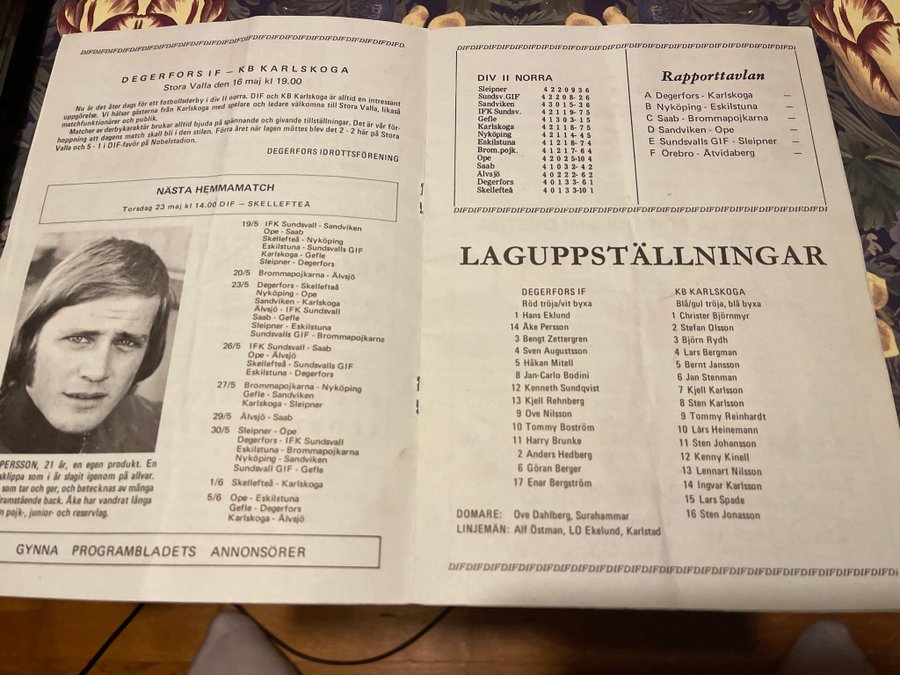 DEGERFORS IF – KB KARLSKOGA
Stora Valla den 16 maj kl 19.00
Nu är det åter dags för ett fotbollsderby i div II norra. DIF och KB Karlskoga är alltid en intressant
uppgörelse. Vi hälsar gästerna från Karlskoga med spelare och ledare välkomna till Stora Valla, likaså
matchfunktionärer och publik.
Matcher av derbykaraktär brukar alltid bjuda på spännande och givande tillställningar. Det är vår för-
hoppning att dagens match skall bli i den stilen. Förra året när lagen möttes blev det 2 - 2 här på Stora
Valla och 5 - 1 i DIF-favör på Nobelstadion.
DEGERFORS IDROTTSFÖRENING
NÄSTA HEMMAMATCH
Torsdag 23 maj kl 14.00 DIF – SKELLEFTEÅ
19/5 IFK Sundsvall - Sandviken
Ope - Saab
Skellefteå - Nyköping
Eskilstuna - Sundsvalls GIF
Karlskoga - Gefle
Sleipner - Degerfors
20/5 Brommapojkarna - Älvsjö
23/5 Degerfors - Skellefteå
Nyköping - Ope
Sandviken - Karlskoga
Älvsjö - IFK Sundsvall
Saab - Gefle
Sleipner - Eskilstuna
Sundsvalls GIF - Brommapojkarna
26/5 IFK Sundsvall - Saab
Ope - Älvsjö
Skellefteå - Sundsvalls GIF
Eskilstuna - Degerfors
27/5 Brommapojkarna - Nyköping
Gefle - Sandviken
Karlskoga - Sleipner
29/5 Älvsjö - Saab
30/5 Sleipner - Ope
Degerfors - IFK Sundsvall
Eskilstuna - Brommapojkarna
Nyköping - Sandviken
Sundsvall GIF - Gefle
1/6 Skellefteå - Karlskoga
5/6 Ope - Eskilstuna
Gefle - Degerfors
Karlskoga - Älvsjö
PERSSON, 21 år, en egen produkt. En
klippa som i år slagit igenom på allvar.
som tar och ger, och betecknas av många
framstående back. Åke har vandrat långa
pojk-, junior- och reservlag.
GYNNA PROGRAMBLADETS ANNONSÖRER
DIV II NORRA
Sleipner 4 2 2 0 9-3 6
Sundsv. GIF 4 2 2 0 8-2 6
Sandviken 4 3 0 1 5-3 6
IFK Sundsv. 4 2 1 1 9-7 5
Gefle 4 1 3 0 3-1 5
Karlskoga 4 2 1 1 8-7 5
Nyköping 4 2 1 1 4-4 5
Eskilstuna 4 1 2 1 8-7 4
Brom.pojk. 4 1 2 1 7-6 4
Ope 4 2 0 2 5-10 4
Saab 4 1 0 3 2-4 2
Älvsjö 4 0 2 2 2-6 2
Degerfors 4 0 1 3 3-6 1
Skellefteå 4 0 1 3 3-10 1
Rapporttavlan
A Degerfors - Karlskoga –
B Nyköping - Eskilstuna –
C Saab - Brommapojkarna –
D Sandviken - Ope –
E Sundsvalls GIF - Sleipner –
F Örebro - Åtvidaberg –
LAGUPPSTÄLLNINGAR
DEGERFORS IF
Röd tröja/vit byxa
1 Hans Eklund
14 Åke Persson
3 Bengt Zettergren
4 Sven Augustsson
5 Håkan Mitell
8 Jan-Carlo Bodini
12 Kenneth Sundqvist
13 Kjell Rehnberg
9 Ove Nilsson
10 Tommy Boström
11 Harry Brunke
2 Anders Hedberg
6 Göran Berger
17 Enar Bergström
KB KARLSKOGA
Blå/gul tröja, blå byxa
1 Christer Björnmyr
2 Stefan Olsson
3 Björn Rydh
4 Lars Bergman
5 Bernt Jansson
6 Jan Stenman
7 Kjell Karlsson
8 Sten Karlsson
9 Tommy Reinhardt
10 Lars Heinemann
11 Sten Johansson
12 Kenny Kinell
13 Lennart Nilsson
14 Ingvar Karlsson
15 Lars Spade
16 Sten Jonasson
DOMARE: Ove Dahlberg, Surahammar
LINJEMÄN: Alf Östman, LO Ekelund, Karlstad